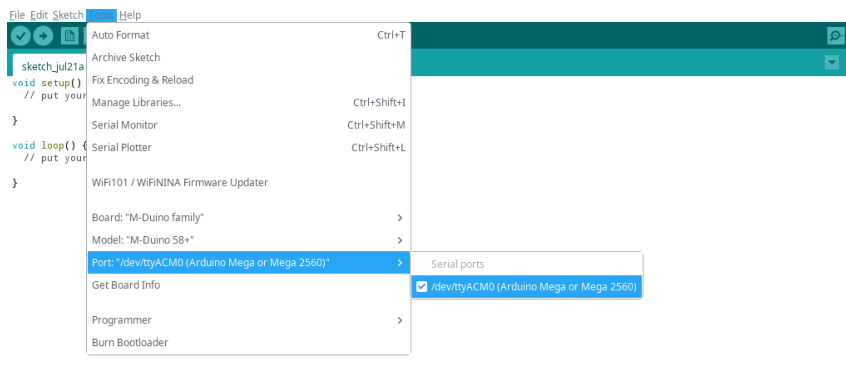 File Edit Sketch Tools Help
sketch_jul21a
void setup()
// put your
}
void loop() {
// put your
}
Auto Format Ctrl+T
Archive Sketch
Fix Encoding & Reload
Manage Libraries... Ctrl+Shift+I
Serial Monitor Ctrl+Shift+M
Serial Plotter Ctrl+Shift+L
WiFi101 / WiFiNINA Firmware Updater
Board: "M-Duino family"
Model: "M-Duino 58+"
Port: "/dev/ttyACM0 (Arduino Mega or Mega 2560)"
Get Board Info
Programmer
Burn Bootloader
Serial ports
/dev/ttyACM0 (Arduino Mega or Mega 2560)